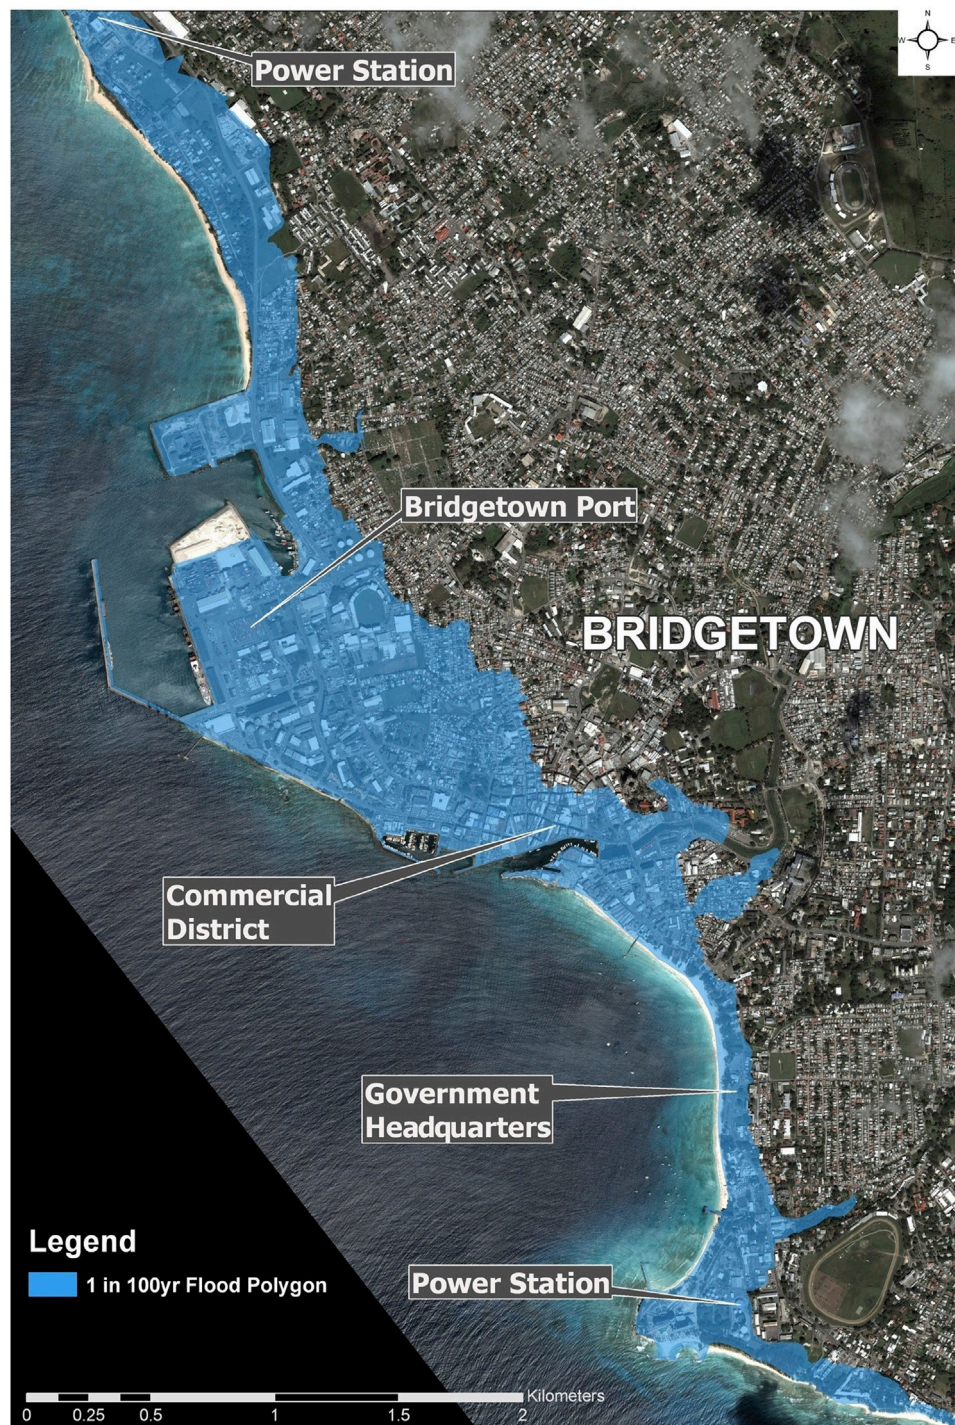 N
W E
S
Power Station
Bridgetown Port
BRIDGETOWN
Commercial
District
Government
Headquarters
Legend
1 in 100yr Flood Polygon
Power Station
Kilometers
0 0.25 0.5 1 1.5 2